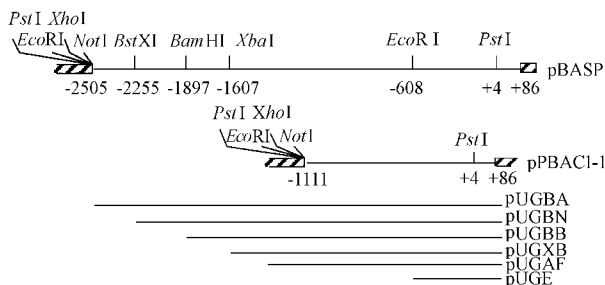 PstI XhoI
EcoRI NotI BstXI BamHI XbaI EcoR I PstI
pBASP
-2505 -2255 -1897 -1607 -608 +4 +86
PstI XhoI
EcoRI NotI PstI
pPBACl-1
-1111 +4 +86
pUGBA
pUGBN
pUGBB
pUGXB
pUGAF
pUGE